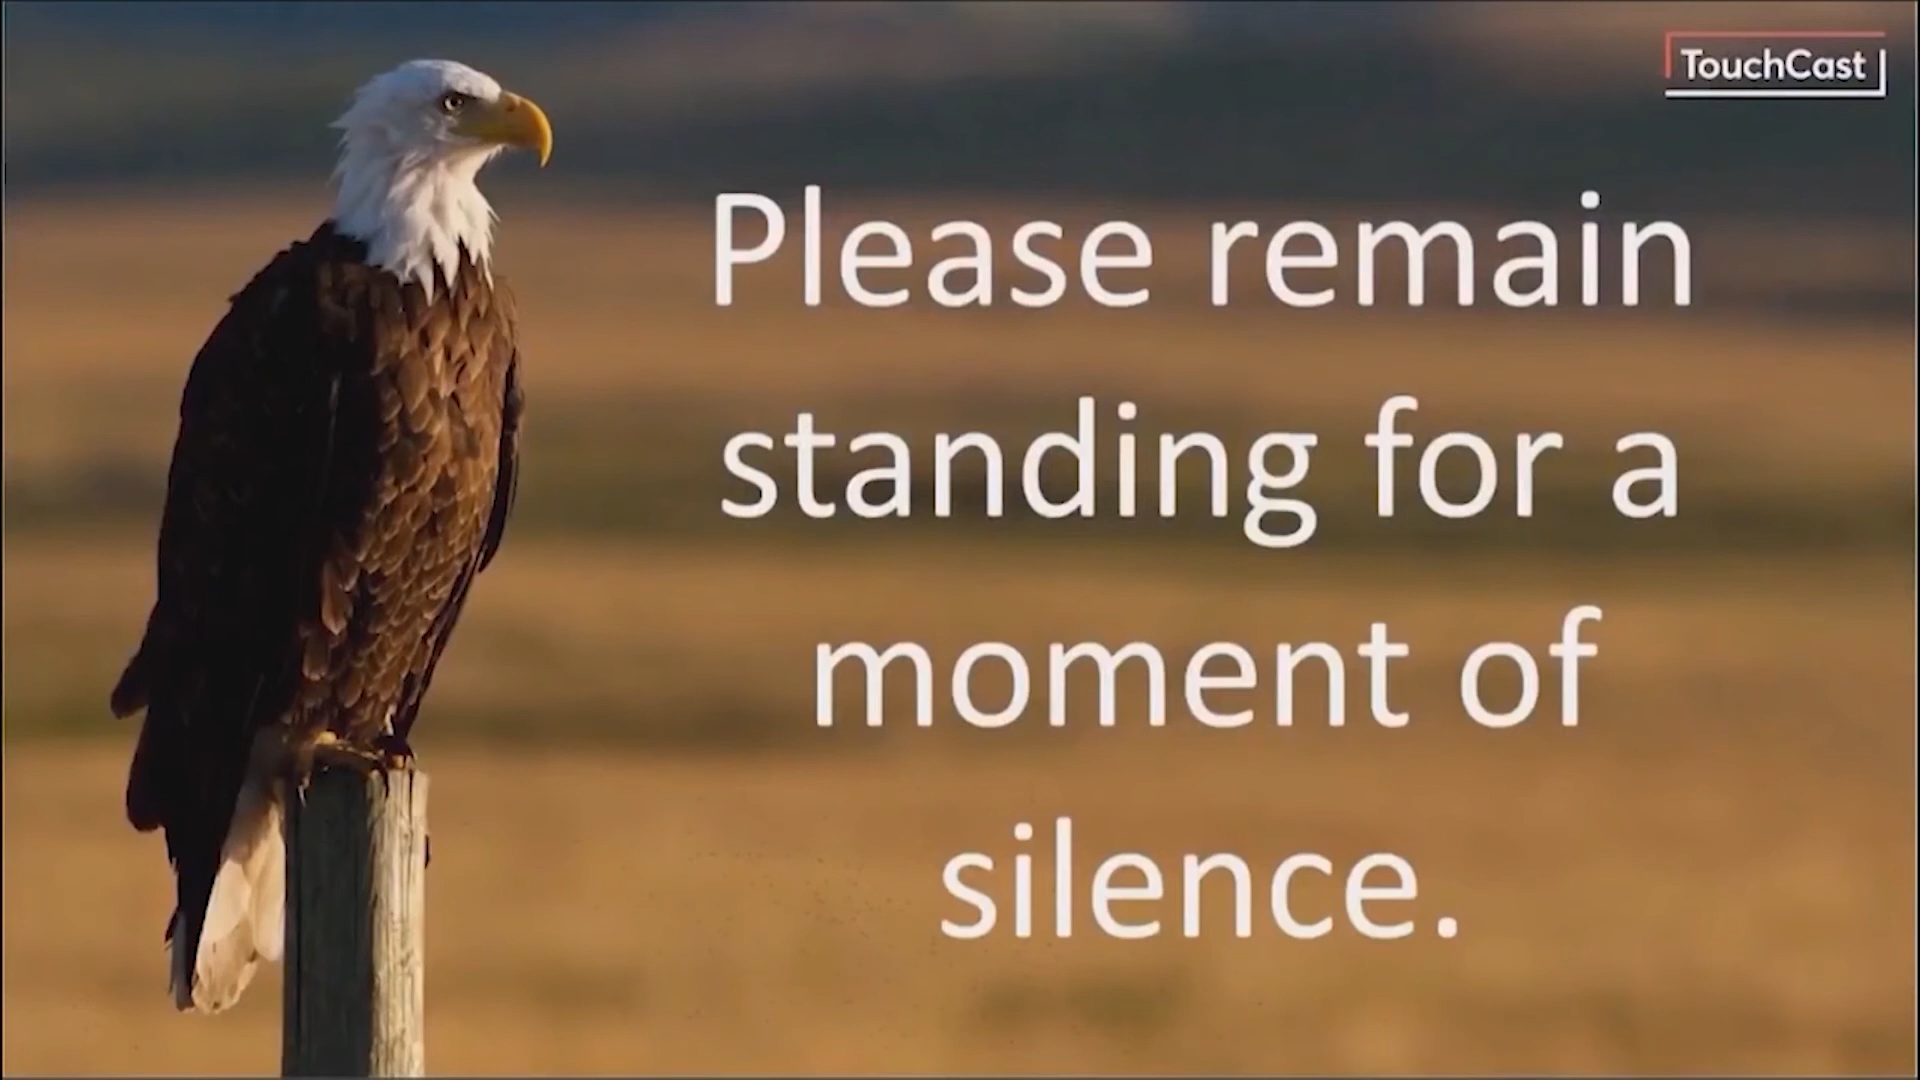 TouchCast
Please remain
standing for a
moment of
silence.